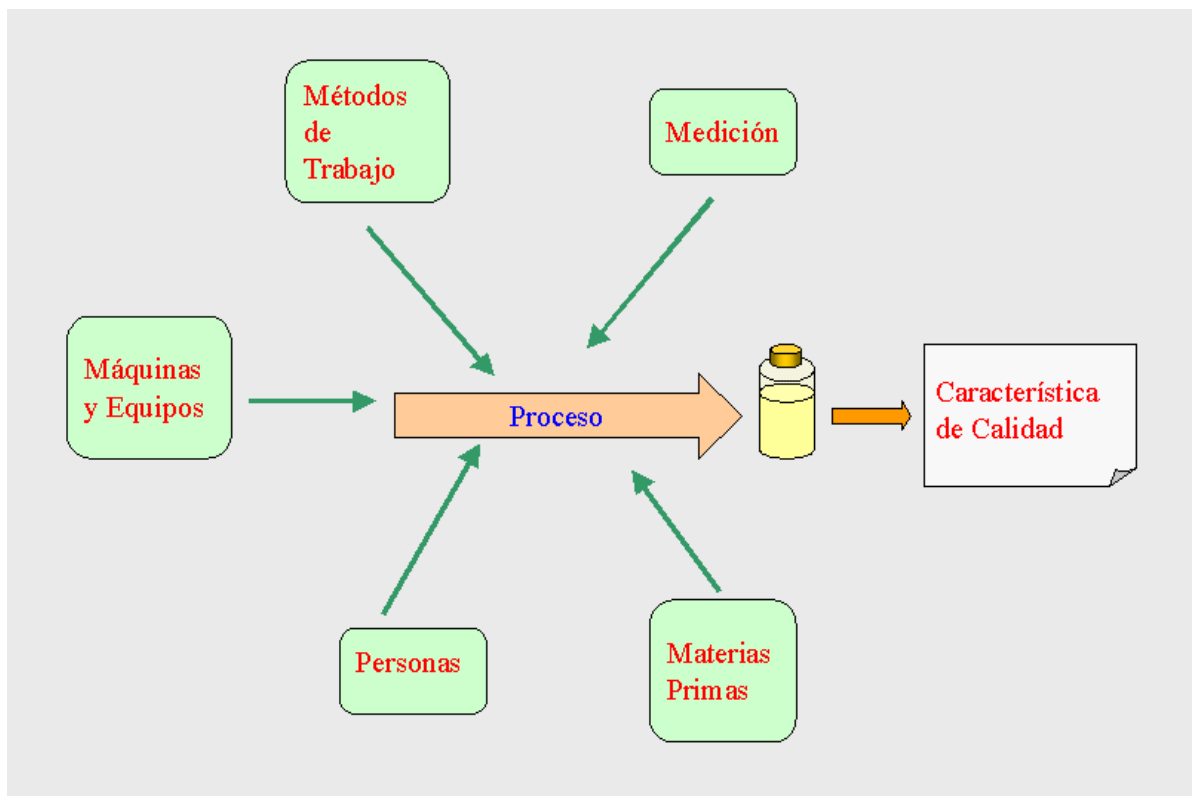 Métodos
de
Trabajo
Medición
Máquinas
y Equipos
Proceso
Característica
de Calidad
Personas
Materias
Primas